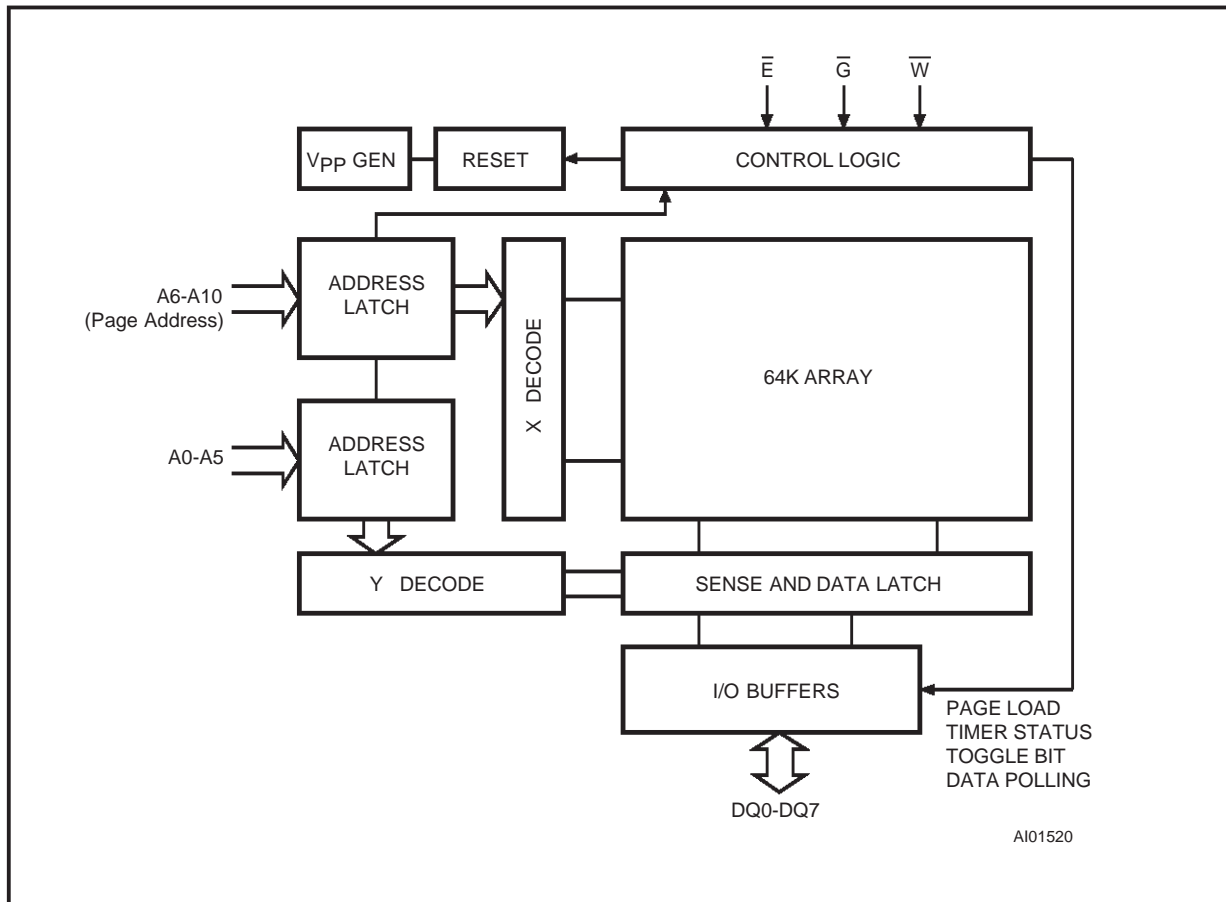 E̅ G̅ W̅
VPP GEN
RESET
CONTROL LOGIC
A6-A10
(Page Address)
ADDRESS
LATCH
X DECODE
64K ARRAY
A0-A5
ADDRESS
LATCH
Y DECODE
SENSE AND DATA LATCH
I/O BUFFERS
PAGE LOAD
TIMER STATUS
TOGGLE BIT
DATA POLLING
DQ0-DQ7
AI01520